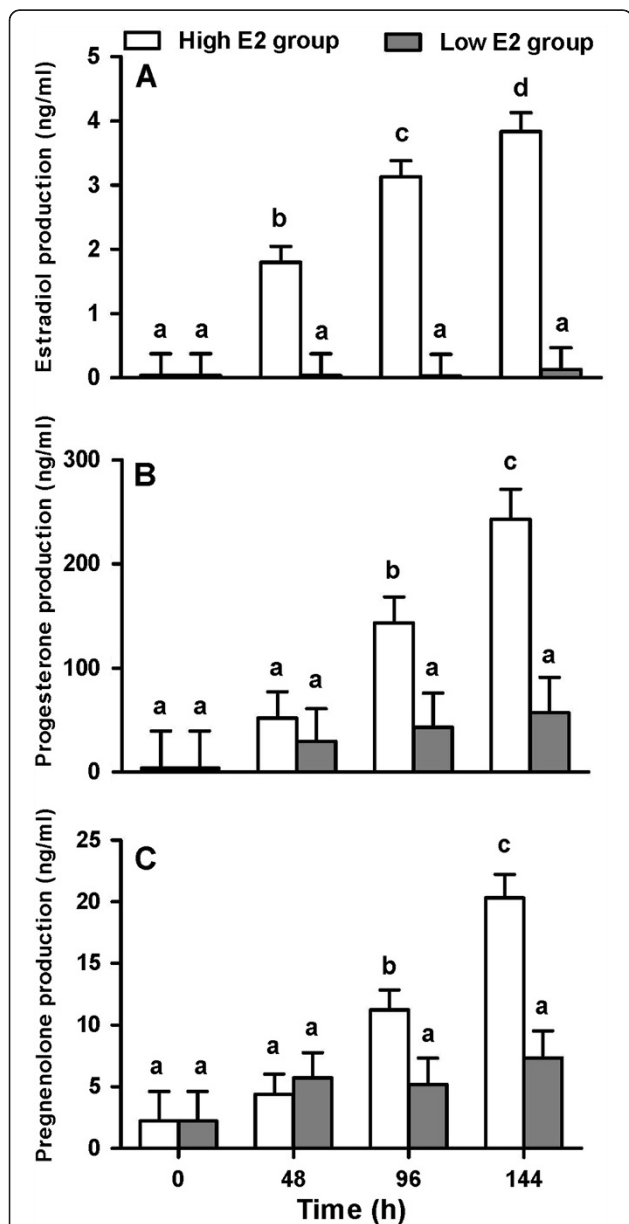 High E2 group Low E2 group
A
Estradiol production (ng/ml)
5
4
3
2
1
0
a a b a c a d a
B
Progesterone production (ng/ml)
300
200
100
0
a a a a b a c a
C
Pregnenolone production (ng/ml)
25
20
15
10
5
0
a a a a b a c a
0 48 96 144
Time (h)